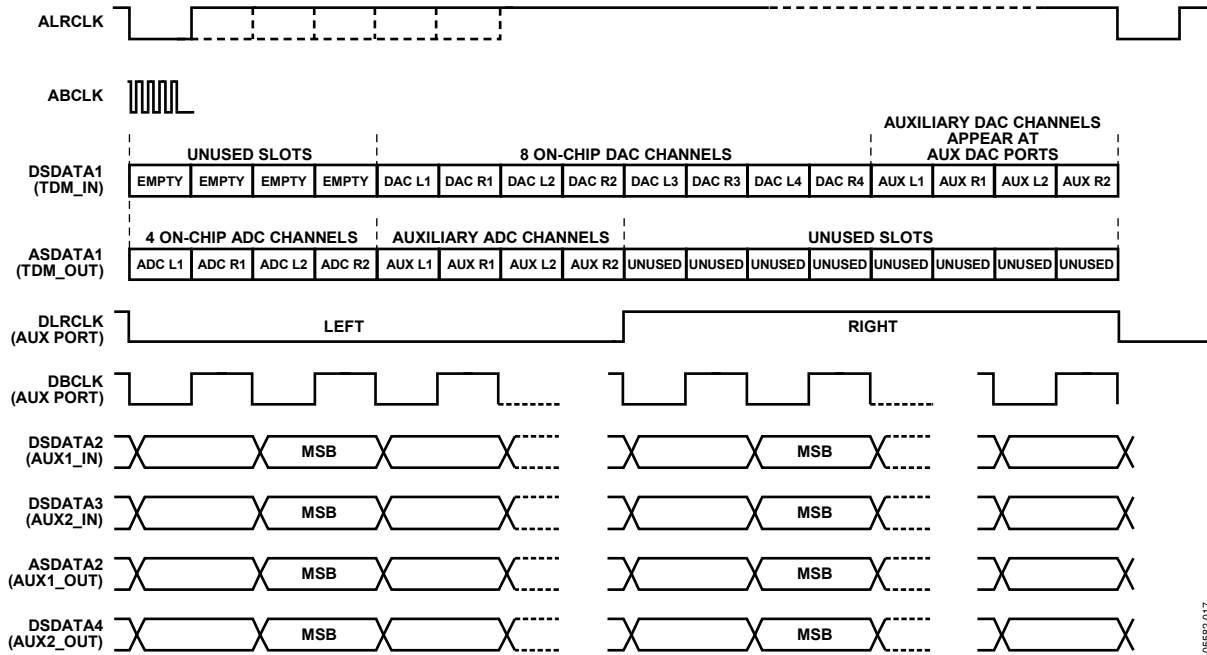 ALRCLK
ABCLK
AUXILIARY DAC CHANNELS
APPEAR AT
AUX DAC PORTS
UNUSED SLOTS
8 ON-CHIP DAC CHANNELS
DSDATA1
(TDM_IN)
EMPTY EMPTY EMPTY EMPTY DAC L1 DAC R1 DAC L2 DAC R2 DAC L3 DAC R3 DAC L4 DAC R4 AUX L1 AUX R1 AUX L2 AUX R2
4 ON-CHIP ADC CHANNELS
AUXILIARY ADC CHANNELS
UNUSED SLOTS
ASDATA1
(TDM_OUT)
ADC L1 ADC R1 ADC L2 ADC R2 AUX L1 AUX R1 AUX L2 AUX R2 UNUSED UNUSED UNUSED UNUSED UNUSED UNUSED UNUSED UNUSED
DLRCLK
(AUX PORT)
LEFT
RIGHT
DBCLK
(AUX PORT)
DSDATA2
(AUX1_IN)
MSB
MSB
DSDATA3
(AUX2_IN)
MSB
MSB
ASDATA2
(AUX1_OUT)
MSB
MSB
DSDATA4
(AUX2_OUT)
MSB
MSB
05582-017